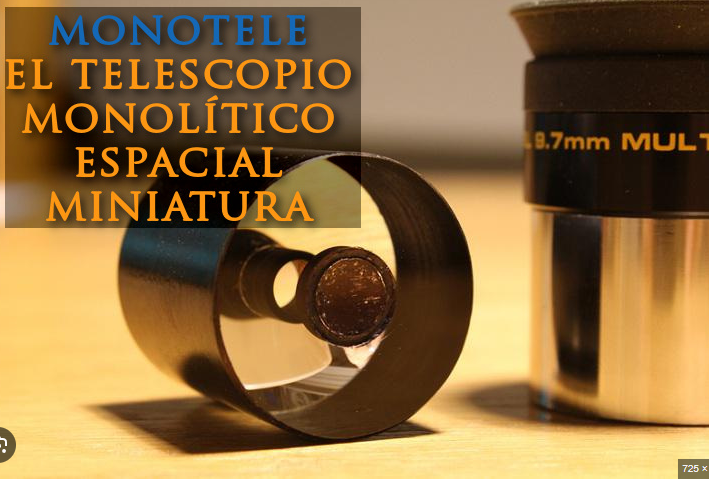 MONOTELE
EL TELESCOPIO
MONOLÍTICO
ESPACIAL
MINIATURA
9.7mm MULT
725 ×